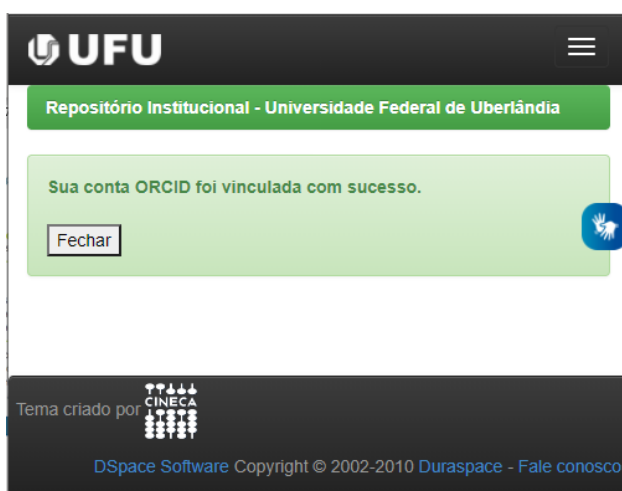 UFU
Repositório Institucional - Universidade Federal de Uberlândia
Sua conta ORCID foi vinculada com sucesso.
Fechar
Tema criado por CINECA
DSpace Software Copyright © 2002-2010 Duraspace - Fale conosco